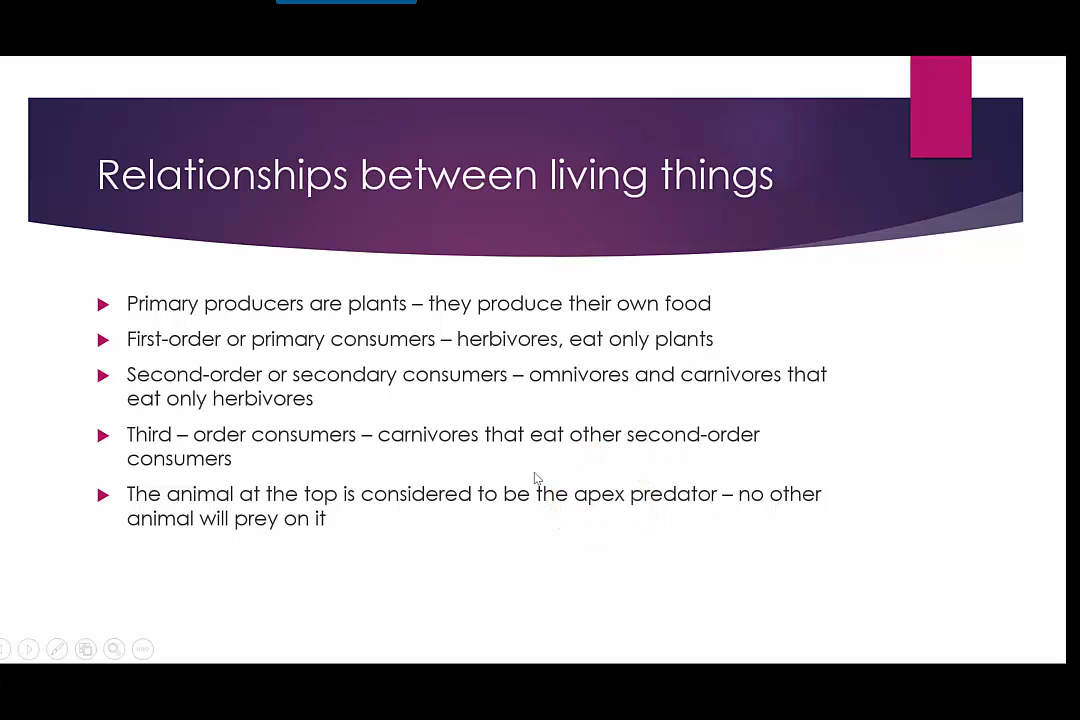 Relationships between living things
Primary producers are plants – they produce their own food
First-order or primary consumers – herbivores, eat only plants
Second-order or secondary consumers – omnivores and carnivores that
eat only herbivores
Third – order consumers – carnivores that eat other second-order
consumers
The animal at the top is considered to be the apex predator – no other
animal will prey on it